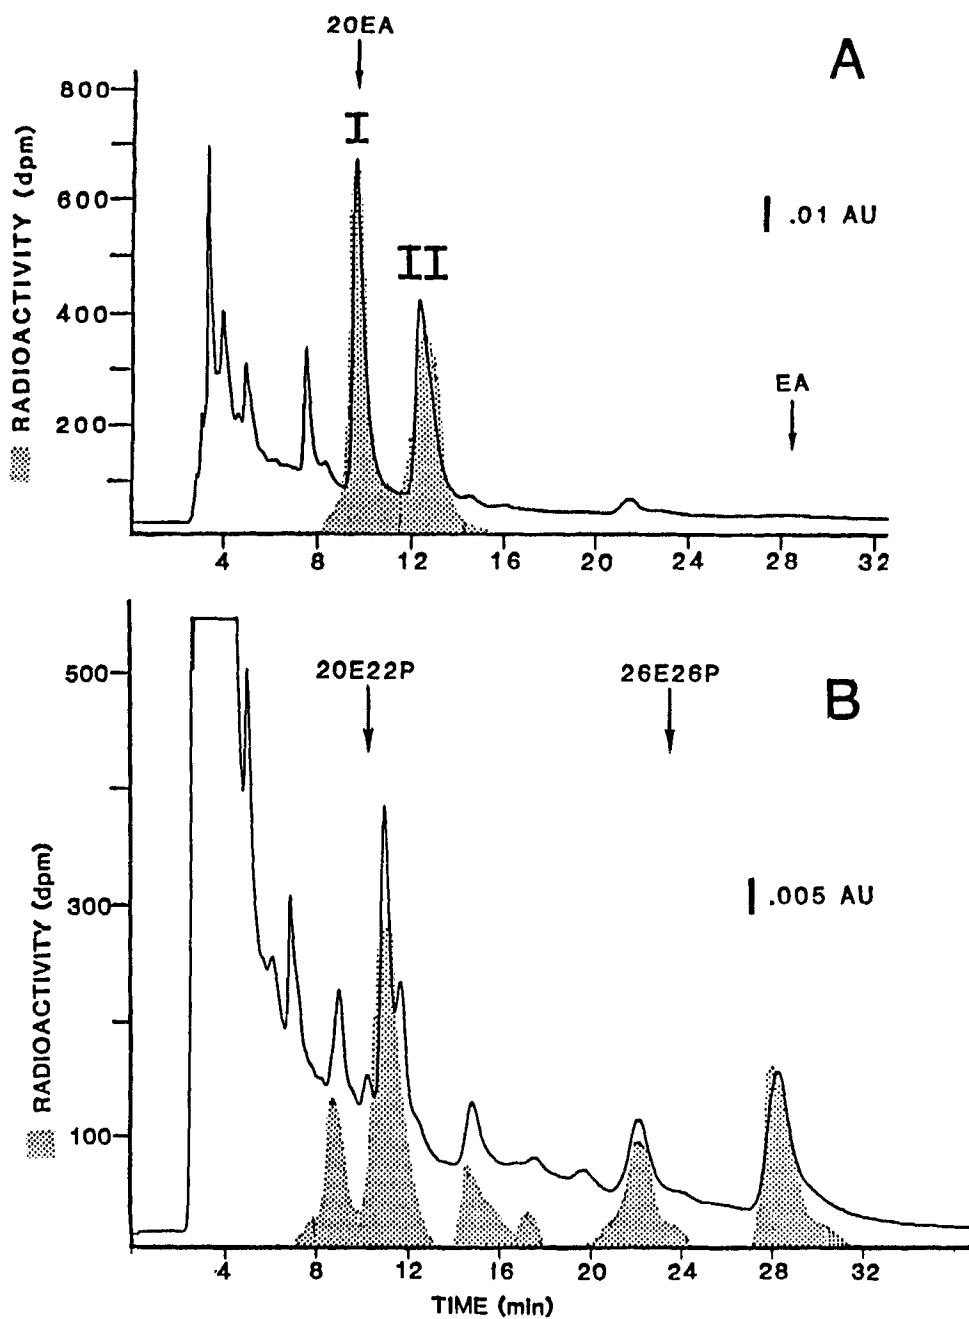 20EA
A
I
II
.01 AU
EA
RADIOACTIVITY (dpm)
800
600
400
200
4 8 12 16 20 24 28 32
20E22P
26E26P
B
.005 AU
RADIOACTIVITY (dpm)
500
300
100
4 8 12 16 20 24 28 32
TIME (min)